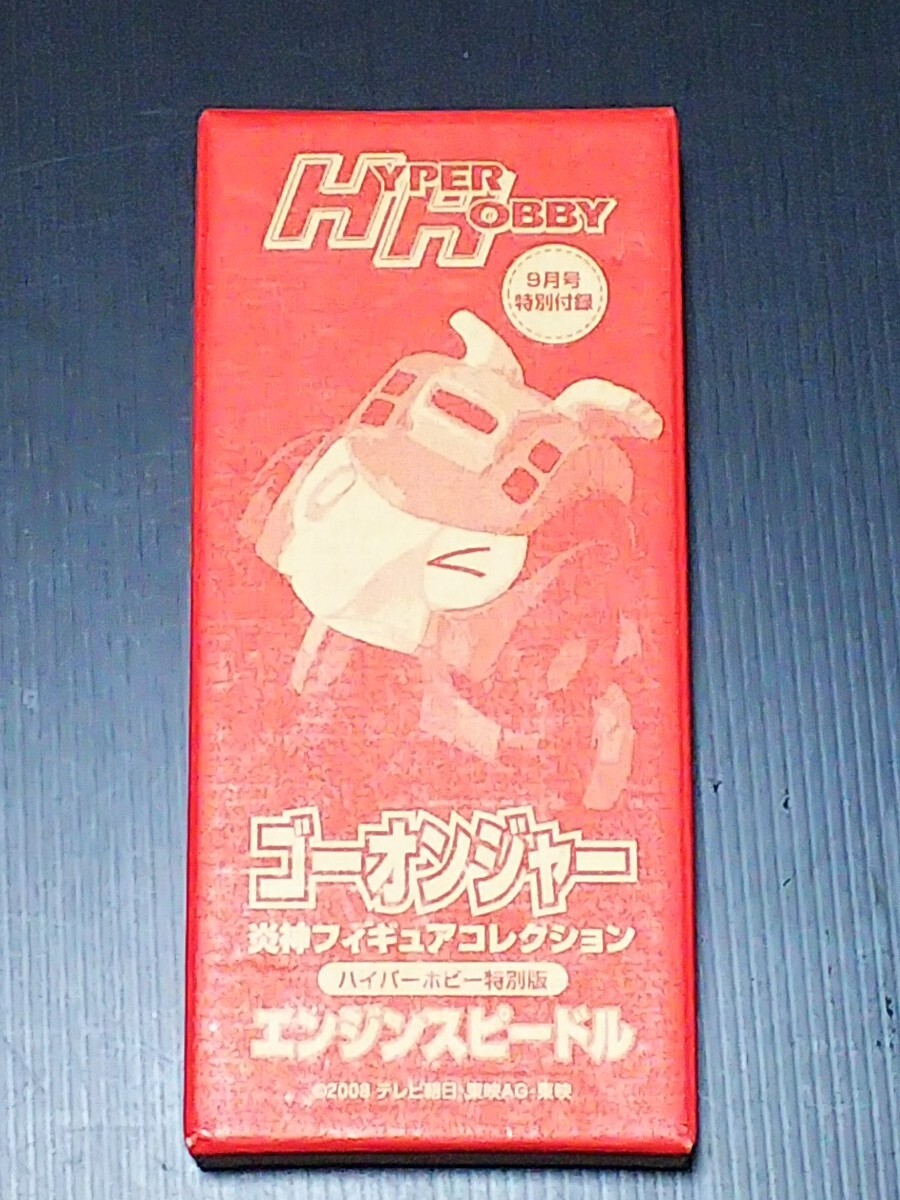 HYPER
HOBBY
9月号
特別付録
ゴーオンジャー
炎神フィギュアコレクション
ハイパーホビー特別版
エンジンスピードル
©2008 テレビ朝日・東映AG・東映